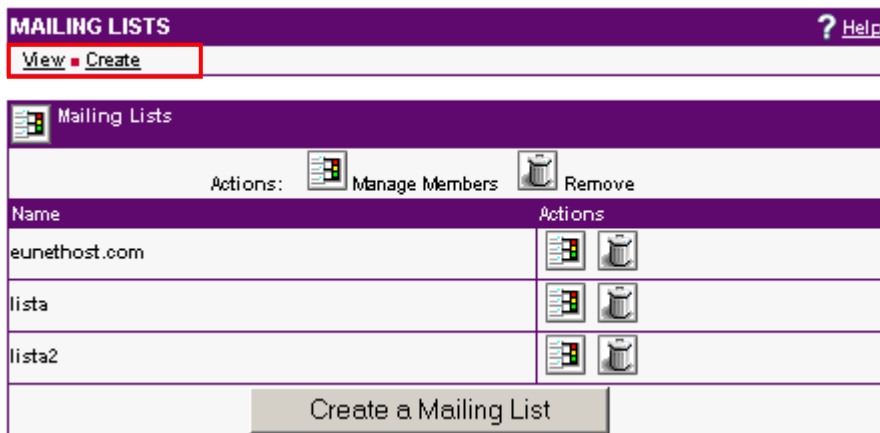 MAILING LISTS ? Help
View ▪ Create
Mailing Lists
Actions: Manage Members Remove
Name Actions
eunethost.com
lista
lista2
Create a Mailing List